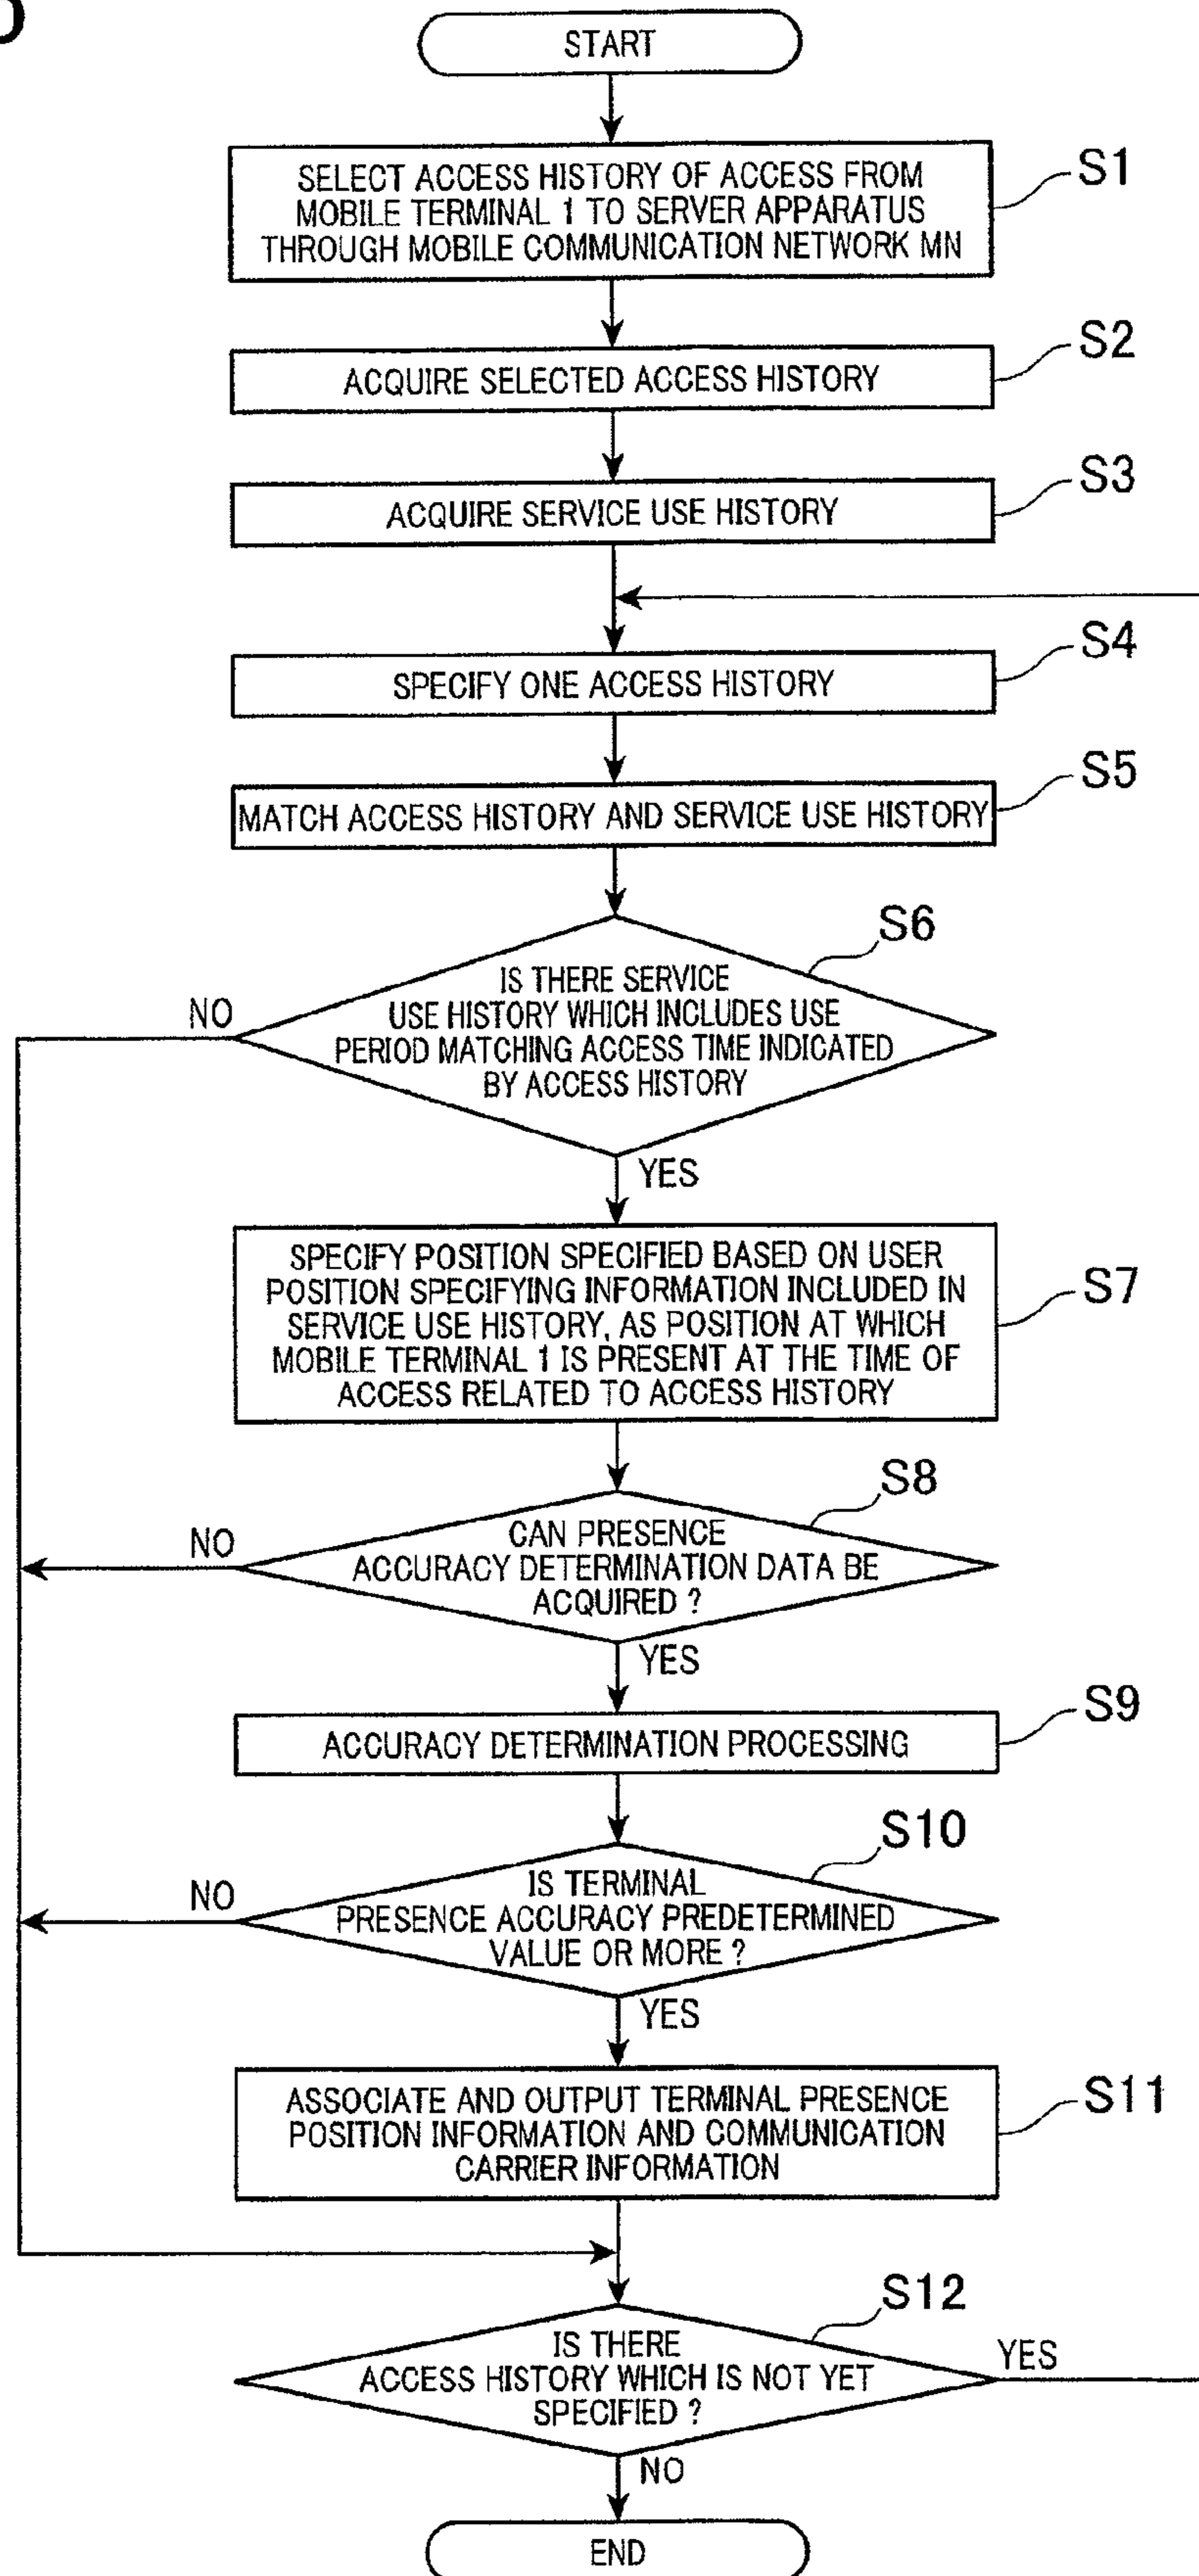 START
SELECT ACCESS HISTORY OF ACCESS FROM
MOBILE TERMINAL 1 TO SERVER APPARATUS
THROUGH MOBILE COMMUNICATION NETWORK MN
S1
ACQUIRE SELECTED ACCESS HISTORY
S2
ACQUIRE SERVICE USE HISTORY
S3
SPECIFY ONE ACCESS HISTORY
S4
MATCH ACCESS HISTORY AND SERVICE USE HISTORY
S5
IS THERE SERVICE
USE HISTORY WHICH INCLUDES USE
PERIOD MATCHING ACCESS TIME INDICATED
BY ACCESS HISTORY
S6
NO
YES
SPECIFY POSITION SPECIFIED BASED ON USER
POSITION SPECIFYING INFORMATION INCLUDED IN
SERVICE USE HISTORY, AS POSITION AT WHICH
MOBILE TERMINAL 1 IS PRESENT AT THE TIME OF
ACCESS RELATED TO ACCESS HISTORY
S7
CAN PRESENCE
ACCURACY DETERMINATION DATA BE
ACQUIRED ?
S8
NO
YES
ACCURACY DETERMINATION PROCESSING
S9
IS TERMINAL
PRESENCE ACCURACY PREDETERMINED
VALUE OR MORE ?
S10
NO
YES
ASSOCIATE AND OUTPUT TERMINAL PRESENCE
POSITION INFORMATION AND COMMUNICATION
CARRIER INFORMATION
S11
IS THERE
ACCESS HISTORY WHICH IS NOT YET
SPECIFIED ?
S12
YES
NO
END